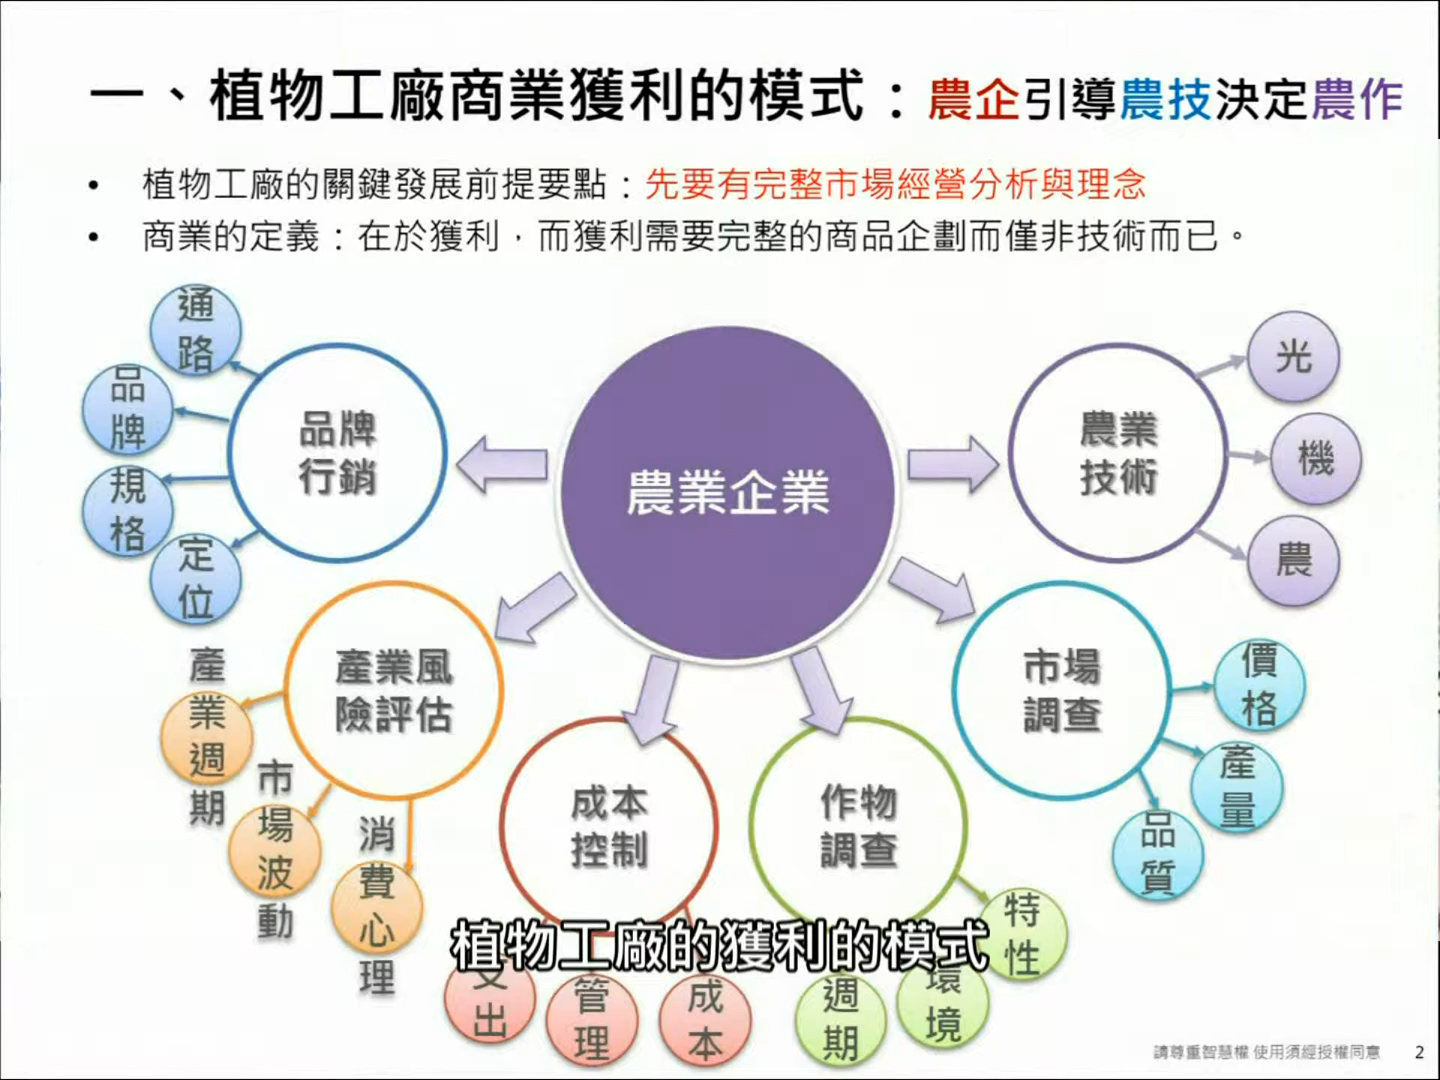 一、植物工廠商業獲利的模式：農企引導農技決定農作
• 植物工廠的關鍵發展前提要點：先要有完整市場經營分析與理念
• 商業的定義：在於獲利，而獲利需要完整的商品企劃而僅非技術而已。
農業企業
品牌
行銷
通
路
品
牌
規
格
定
位
產業風
險評估
產
業
週
期
市
場
波
動
消
費
心
理
成本
控制
支
出
管
理
成
本
作物
調查
週
期
環
境
特
性
市場
調查
價
格
產
量
品
質
農業
技術
光
機
農
植物工廠的獲利的模式
請尊重智慧權 使用須經授權同意
2